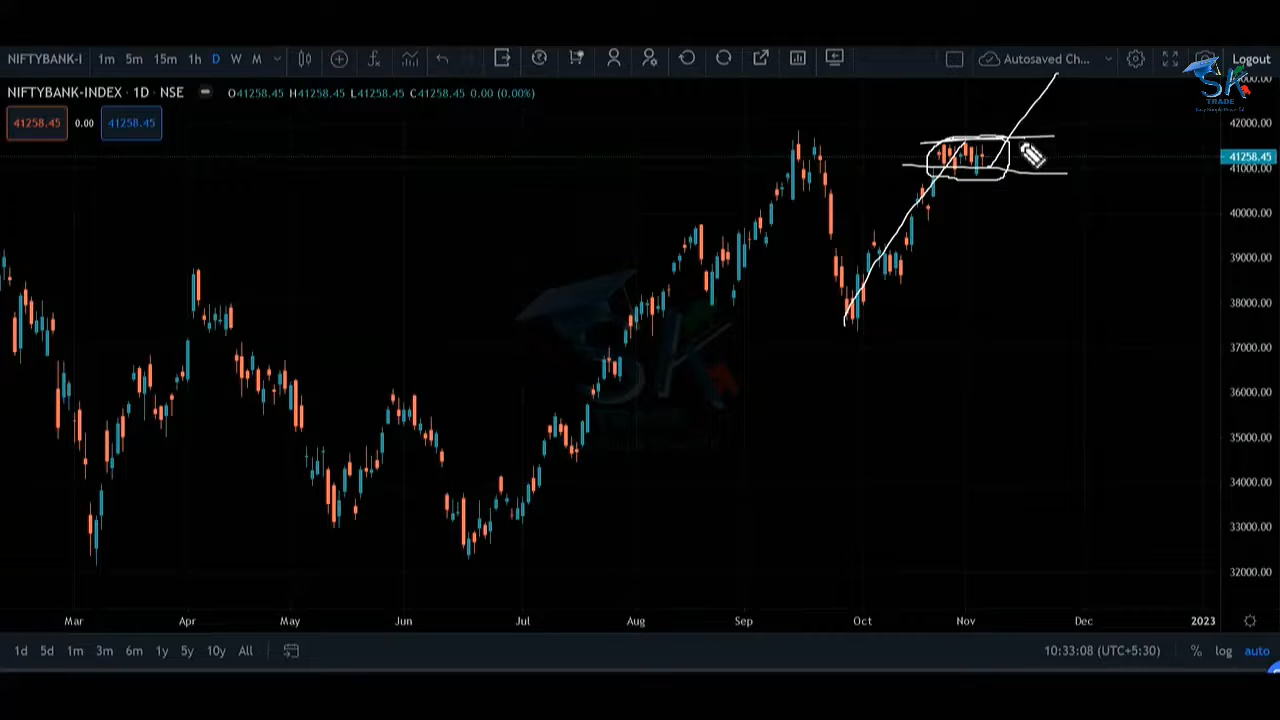 NIFTYBANK-I 1m 5m 15m 1h D W M Autosaved Ch... Logout
NIFTYBANK-INDEX · 1D · NSE O41258.45 H41258.45 L41258.45 C41258.45 0.00 (0.00%)
41258.45 0.00 41258.45
SK
TRADE
42000.00
41258.45
41000.00
40000.00
39000.00
38000.00
37000.00
36000.00
35000.00
34000.00
33000.00
32000.00
Mar Apr May Jun Jul Aug Sep Oct Nov Dec 2023
1d 5d 1m 3m 6m 1y 5y 10y All 10:33:08 (UTC+5:30) % log auto